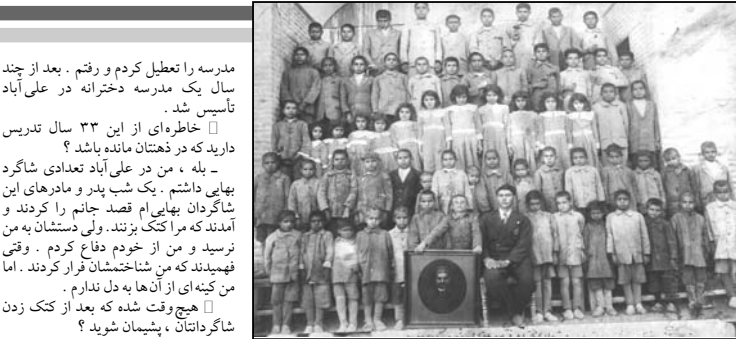 مدرسه را تعطیل کردم و رفتم . بعد از چند
سال یک مدرسه دخترانه در علی‌آباد
تأسیس شد .
□ خاطره‌ای از این ۳۳ سال تدریس
دارید که در ذهنتان مانده باشد ؟
ـ بله ، من در علی‌آباد تعدادی شاگرد
بهایی داشتم . یک شب پدر و مادرهای این
شاگردان بهایی‌ام قصد جانم را کردند و
آمدند که مرا کتک بزنند. ولی دستشان به من
نرسید و من از خودم دفاع کردم . وقتی
فهمیدند که من شناختمشان فرار کردند . اما
من کینه‌ای از آن‌ها به دل ندارم .
□ هیچ‌وقت شده که بعد از کتک زدن
شاگردانتان ، پشیمان شوید ؟